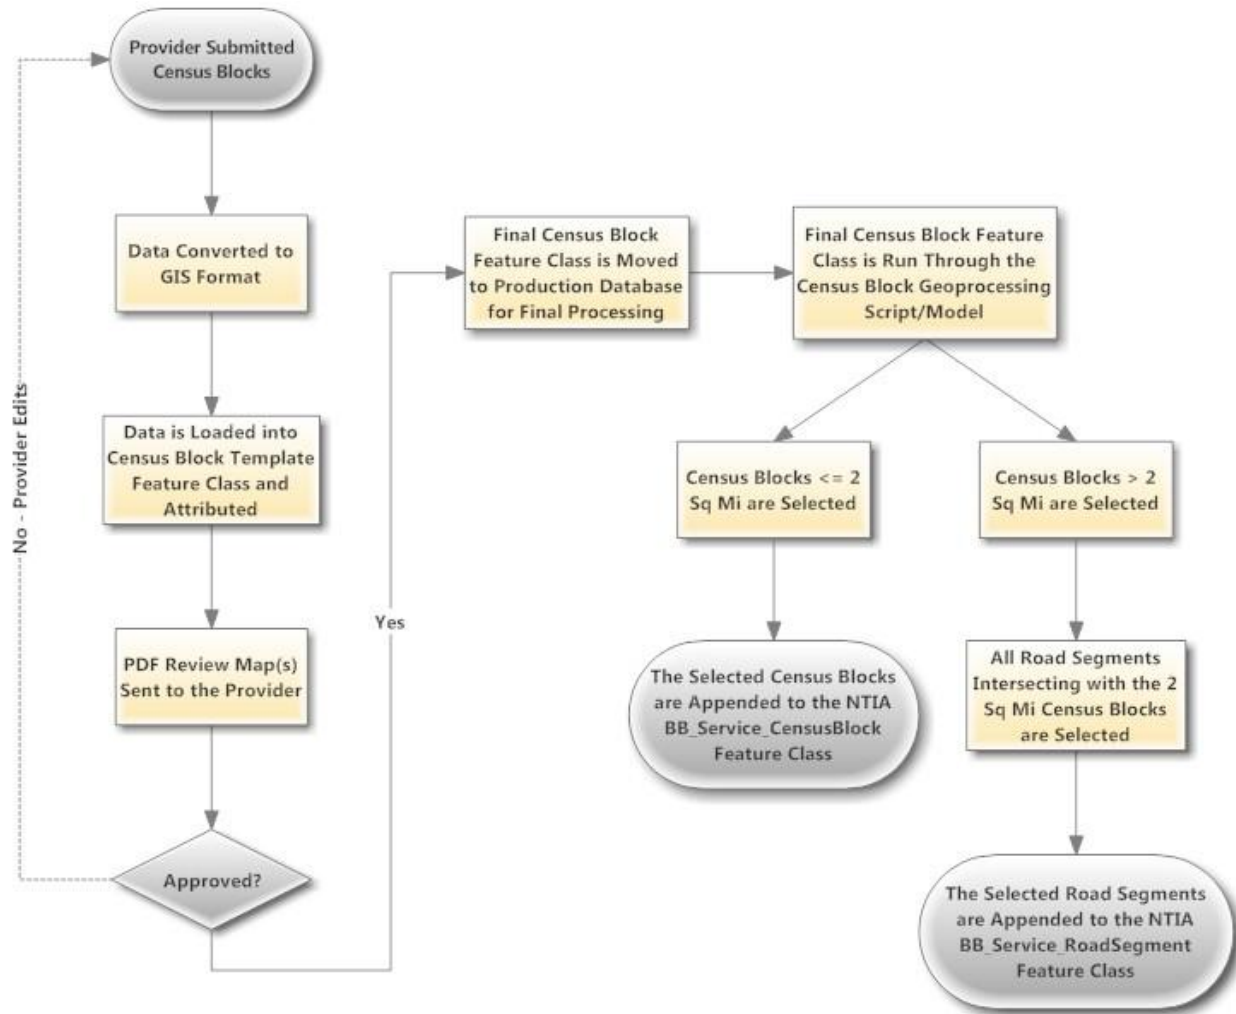 Provider Submitted
Census Blocks
Data Converted to
GIS Format
Data is Loaded into
Census Block Template
Feature Class and
Attributed
PDF Review Map(s)
Sent to the Provider
Approved?
No - Provider Edits
Yes
Final Census Block
Feature Class is Moved
to Production Database
for Final Processing
Final Census Block Feature
Class is Run Through the
Census Block Geoprocessing
Script/Model
Census Blocks <= 2
Sq Mi are Selected
The Selected Census Blocks
are Appended to the NTIA
BB_Service_CensusBlock
Feature Class
Census Blocks > 2
Sq Mi are Selected
All Road Segments
Intersecting with the 2
Sq Mi Census Blocks
are Selected
The Selected Road Segments
are Appended to the NTIA
BB_Service_RoadSegment
Feature Class